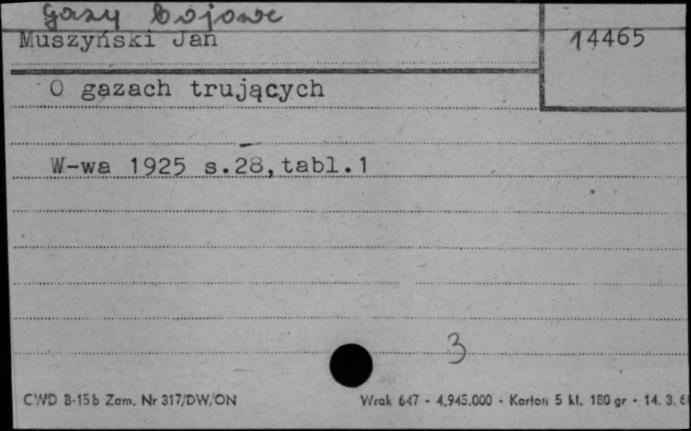 Gazy bojowe
Muszyński Jan
14465
O gazach trujących
W-wa 1925 s.28,tabl.1
3
CWD B-15b Zam. Nr 317/DW/ON
Wrak 647 - 4.945.000 - Karton 5 kl. 180 gr - 14. 3. 6